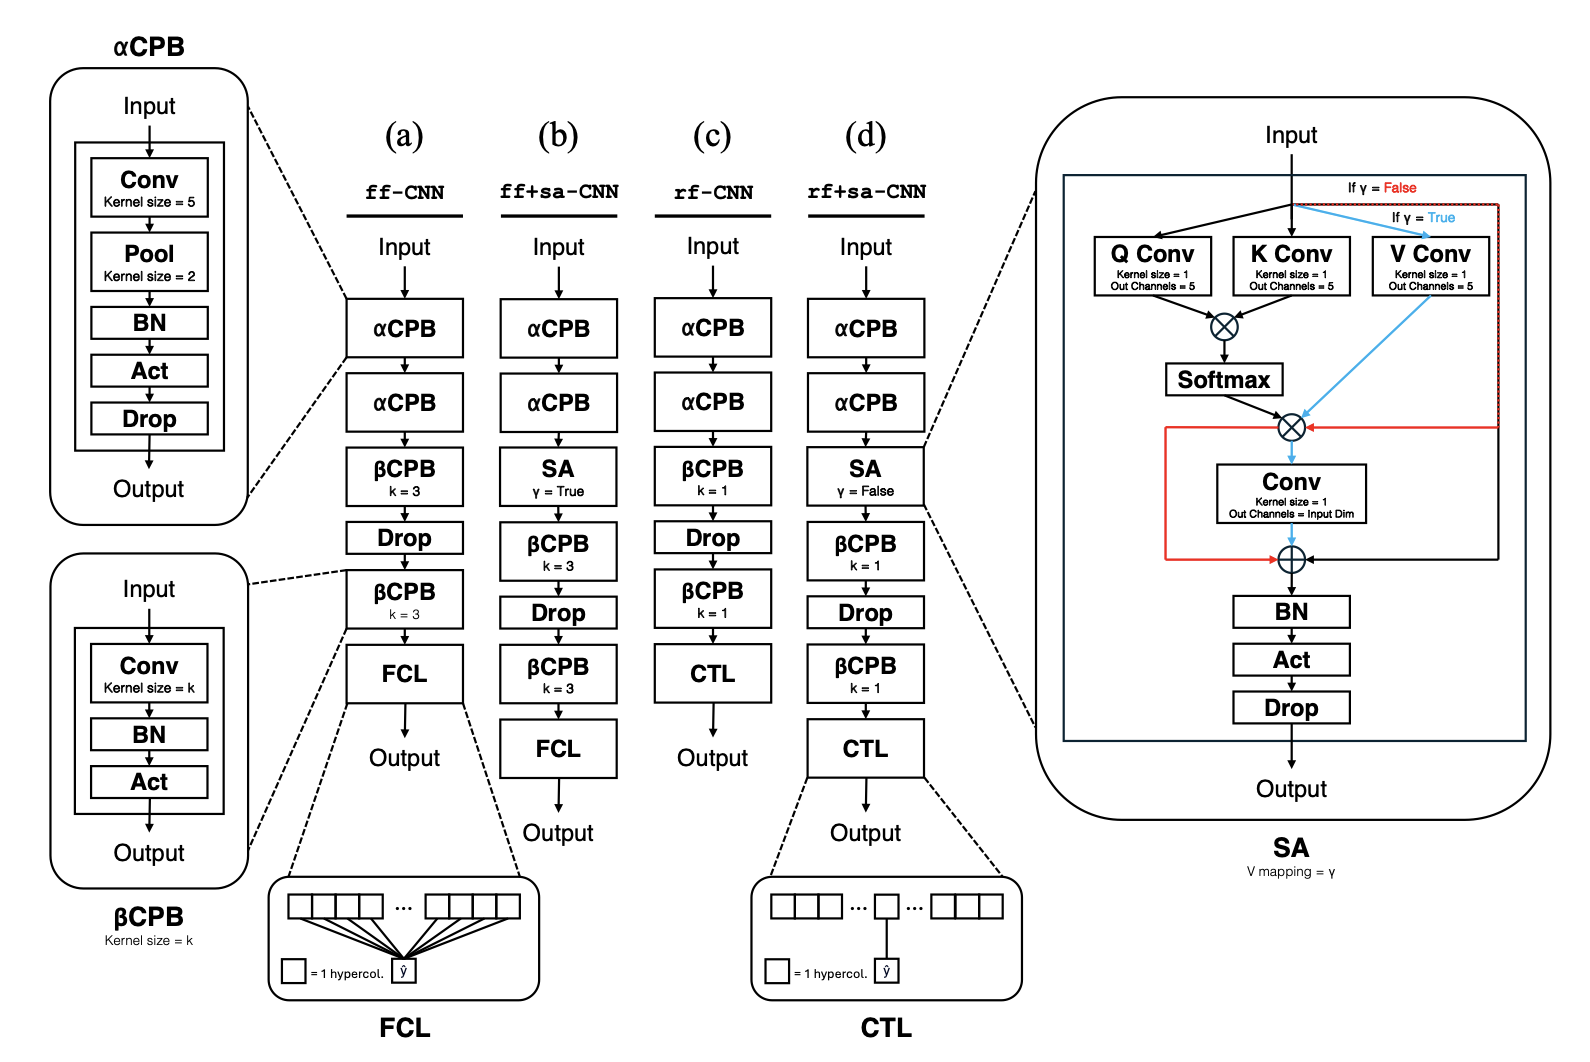 αCPB
Input
Conv
Kernel size = 5
Pool
Kernel size = 2
BN
Act
Drop
Output
Input
Conv
Kernel size = k
BN
Act
Output
βCPB
Kernel size = k
(a)
ff-CNN
Input
αCPB
αCPB
βCPB
k = 3
Drop
βCPB
k = 3
FCL
Output
...
= 1 hypercol.
ŷ
FCL
(b)
ff+sa-CNN
Input
αCPB
αCPB
SA
γ = True
βCPB
k = 3
Drop
βCPB
k = 3
FCL
Output
(c)
rf-CNN
Input
αCPB
αCPB
βCPB
k = 1
Drop
βCPB
k = 1
CTL
Output
(d)
rf+sa-CNN
Input
αCPB
αCPB
SA
γ = False
βCPB
k = 1
Drop
βCPB
k = 1
CTL
Output
... ...
= 1 hypercol.
ŷ
CTL
Input
If γ = False
If γ = True
Q Conv
Kernel size = 1
Out Channels = 5
K Conv
Kernel size = 1
Out Channels = 5
V Conv
Kernel size = 1
Out Channels = 5
Softmax
Conv
Kernel size = 1
Out Channels = Input Dim
BN
Act
Drop
Output
SA
V mapping = γ